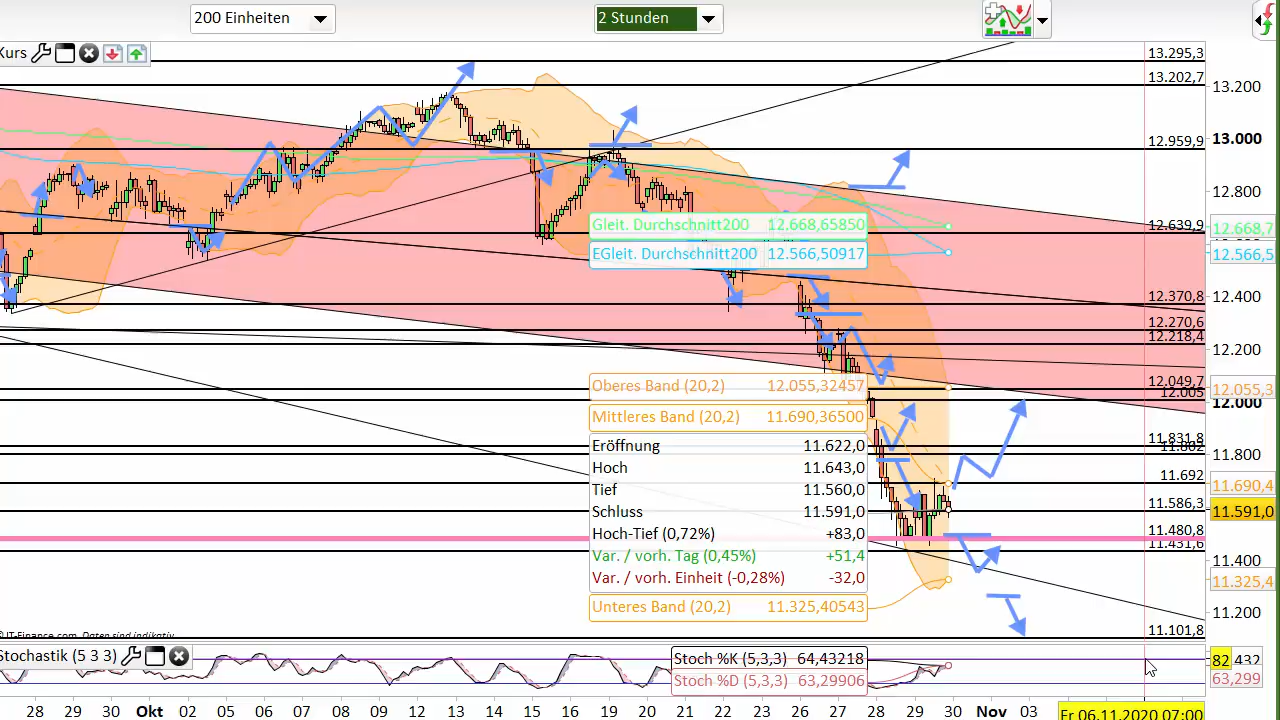 200 Einheiten
2 Stunden
Kurs
13.295,3
13.202,7
13.200
13.000
12.959,9
12.800
Gleit. Durchschnitt200 12.668,65850
12.639,9
12.668,7
EGleit. Durchschnitt200 12.566,50917
12.566,5
12.370,8
12.400
12.270,6
12.218,4
12.200
12.049,7
12.005
12.055,3
12.000
Oberes Band (20,2) 12.055,32457
Mittleres Band (20,2) 11.690,36500
Eröffnung 11.622,0
11.831,8
11.800
Hoch 11.643,0
11.692
11.690,4
Tief 11.560,0
11.586,3
Schluss 11.591,0
11.591,0
Hoch-Tief (0,72%) +83,0
11.480,8
11.431,6
Var. / vorh. Tag (0,45%) +51,4
11.400
Var. / vorh. Einheit (-0,28%) -32,0
11.325,4
Unteres Band (20,2) 11.325,40543
11.200
11.101,8
© IT-Finance.com Daten sind indikativ
Stochastik (5 3 3)
Stoch %K (5,3,3) 64,43218
82
432
Stoch %D (5,3,3) 63,29906
63,299
28 29 30 Okt 02 05 06 07 08 09 12 13 14 15 16 19 20 21 22 23 26 27 28 29 30 Nov 03
Fr 06.11.2020 07:00